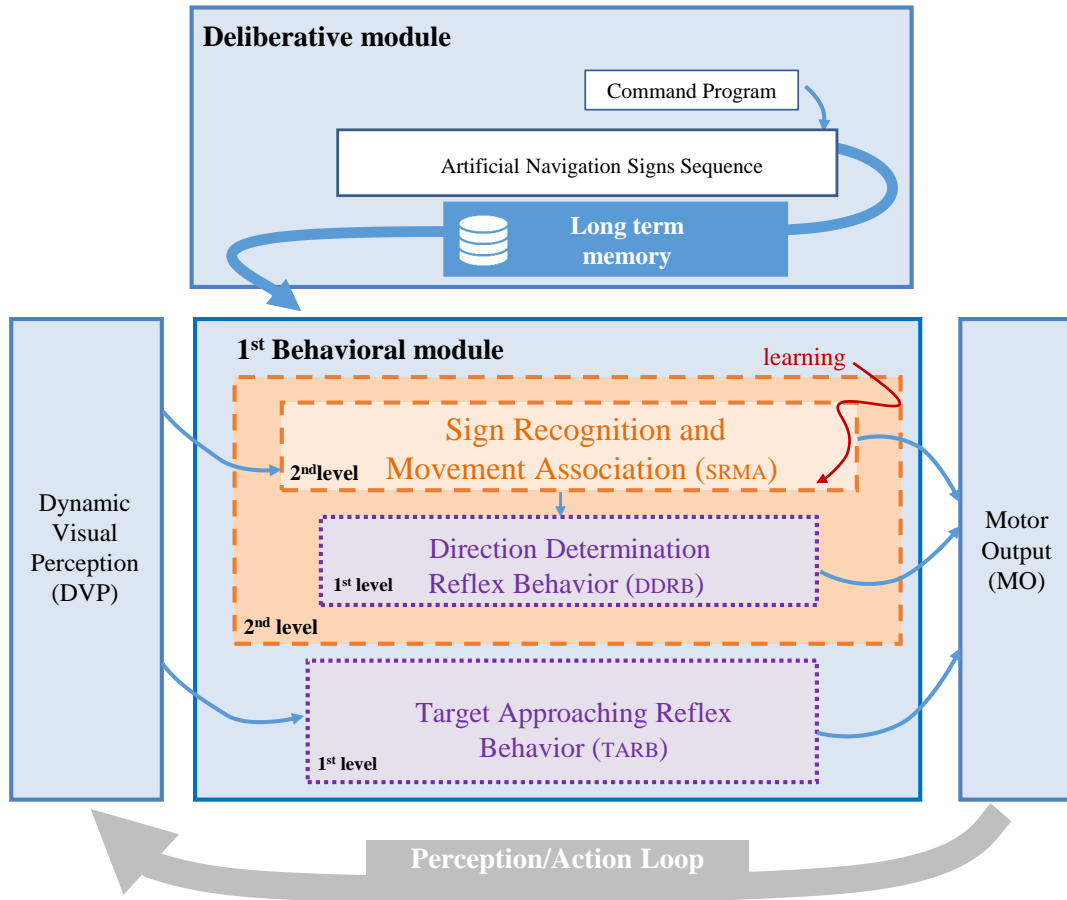 Deliberative module
Command Program
Artificial Navigation Signs Sequence
Long term
memory
1st Behavioral module
learning
Sign Recognition and
Movement Association (SRMA)
2ndlevel
Direction Determination
Reflex Behavior (DDRB)
1st level
2nd level
Target Approaching Reflex
Behavior (TARB)
1st level
Dynamic
Visual
Perception
(DVP)
Motor
Output
(MO)
Perception/Action Loop